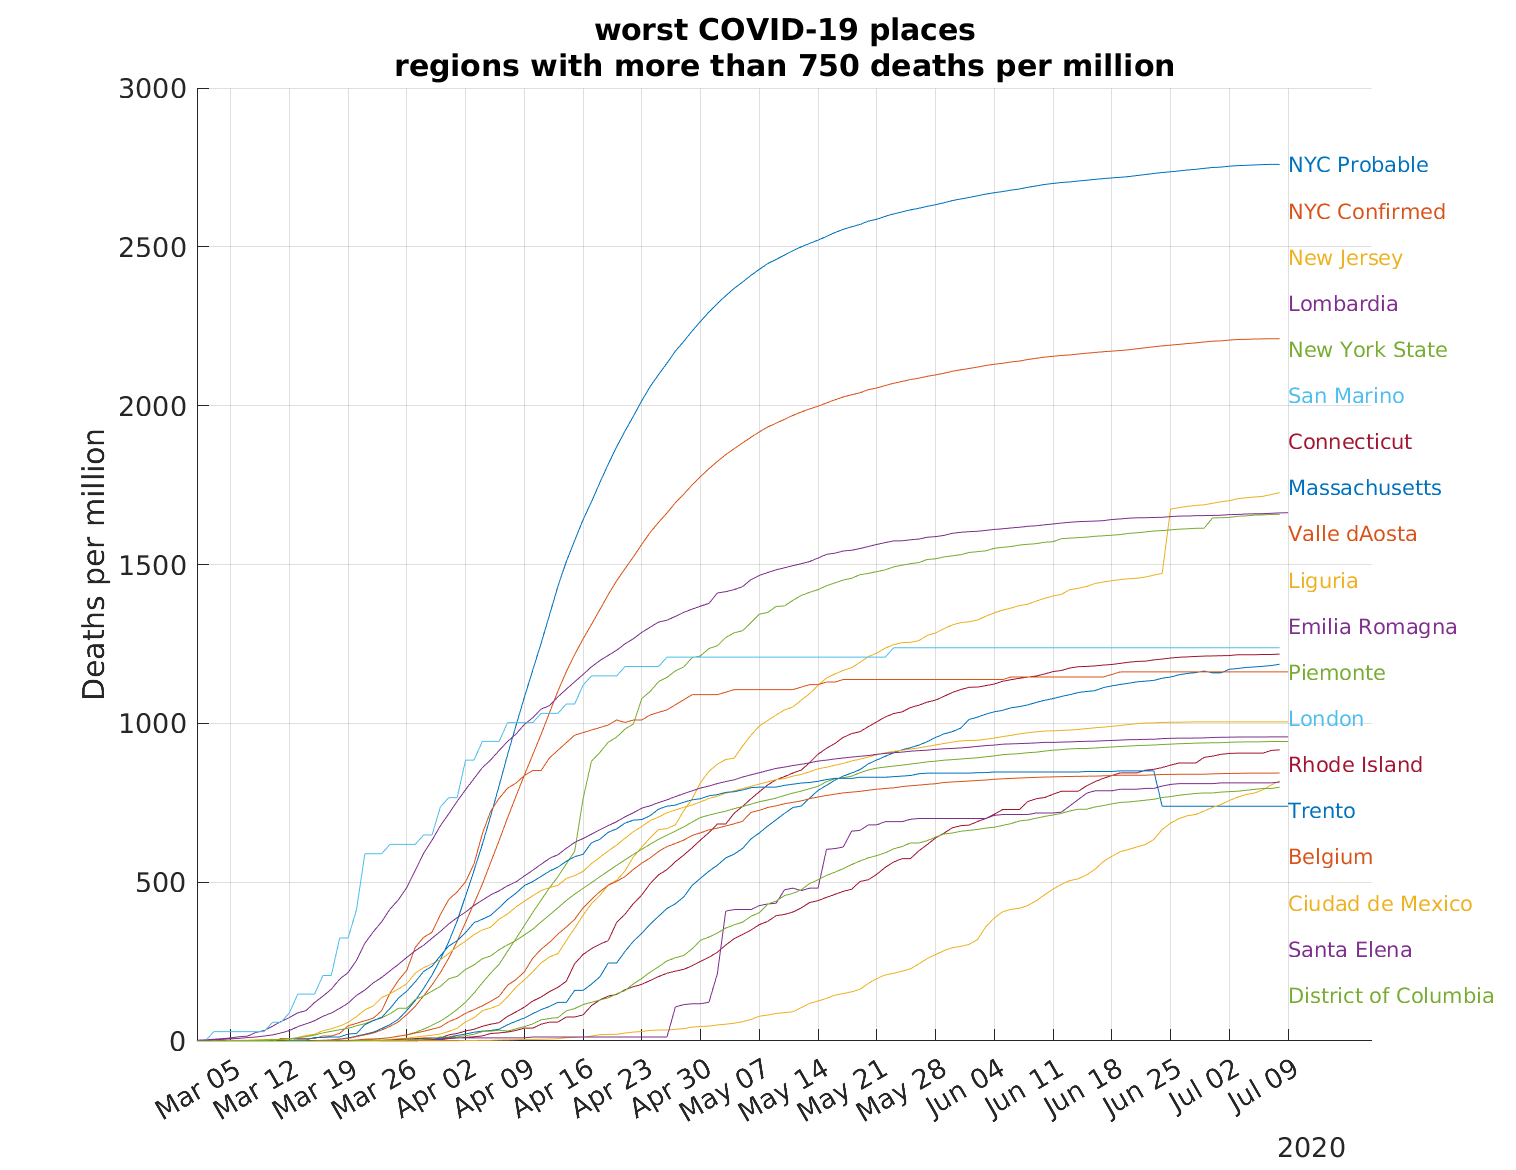 worst COVID-19 places
regions with more than 750 deaths per million
3000
2500
2000
1500
1000
500
0
Deaths per million
NYC Probable
NYC Confirmed
New Jersey
Lombardia
New York State
San Marino
Connecticut
Massachusetts
Valle dAosta
Liguria
Emilia Romagna
Piemonte
London
Rhode Island
Trento
Belgium
Ciudad de Mexico
Santa Elena
District of Columbia
Mar 05
Mar 12
Mar 19
Mar 26
Apr 02
Apr 09
Apr 16
Apr 23
Apr 30
May 07
May 14
May 21
May 28
Jun 04
Jun 11
Jun 18
Jun 25
Jul 02
Jul 09
2020